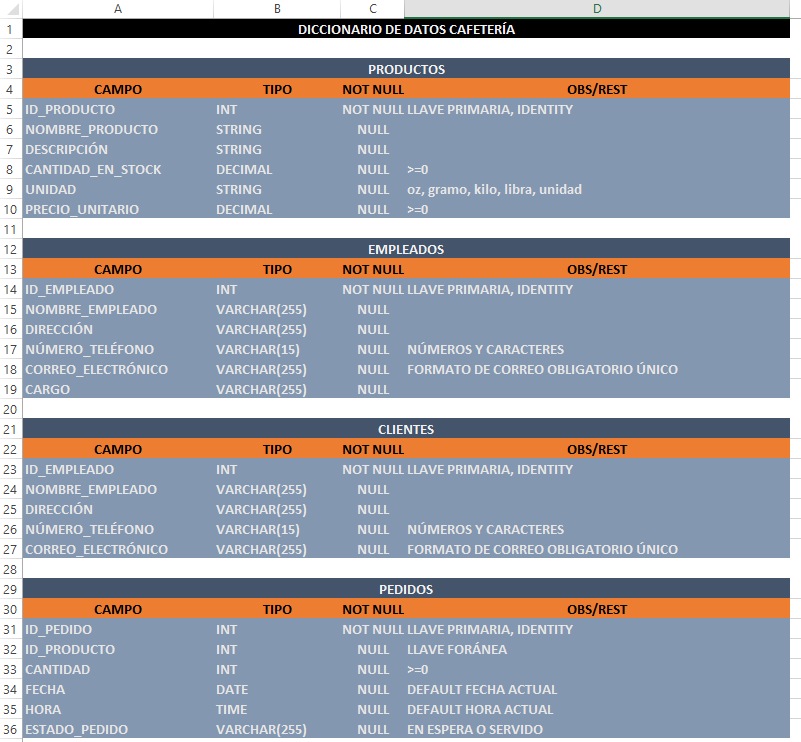 A B C D
1 DICCIONARIO DE DATOS CAFETERÍA
2
3 PRODUCTOS
4 CAMPO TIPO NOT NULL OBS/REST
5 ID_PRODUCTO INT NOT NULL LLAVE PRIMARIA, IDENTITY
6 NOMBRE_PRODUCTO STRING NULL
7 DESCRIPCIÓN STRING NULL
8 CANTIDAD_EN_STOCK DECIMAL NULL >=0
9 UNIDAD STRING NULL oz, gramo, kilo, libra, unidad
10 PRECIO_UNITARIO DECIMAL NULL >=0
11
12 EMPLEADOS
13 CAMPO TIPO NOT NULL OBS/REST
14 ID_EMPLEADO INT NOT NULL LLAVE PRIMARIA, IDENTITY
15 NOMBRE_EMPLEADO VARCHAR(255) NULL
16 DIRECCIÓN VARCHAR(255) NULL
17 NÚMERO_TELÉFONO VARCHAR(15) NULL NÚMEROS Y CARACTERES
18 CORREO_ELECTRÓNICO VARCHAR(255) NULL FORMATO DE CORREO OBLIGATORIO ÚNICO
19 CARGO VARCHAR(255) NULL
20
21 CLIENTES
22 CAMPO TIPO NOT NULL OBS/REST
23 ID_EMPLEADO INT NOT NULL LLAVE PRIMARIA, IDENTITY
24 NOMBRE_EMPLEADO VARCHAR(255) NULL
25 DIRECCIÓN VARCHAR(255) NULL
26 NÚMERO_TELÉFONO VARCHAR(15) NULL NÚMEROS Y CARACTERES
27 CORREO_ELECTRÓNICO VARCHAR(255) NULL FORMATO DE CORREO OBLIGATORIO ÚNICO
28
29 PEDIDOS
30 CAMPO TIPO NOT NULL OBS/REST
31 ID_PEDIDO INT NOT NULL LLAVE PRIMARIA, IDENTITY
32 ID_PRODUCTO INT NULL LLAVE FORÁNEA
33 CANTIDAD INT NULL >=0
34 FECHA DATE NULL DEFAULT FECHA ACTUAL
35 HORA TIME NULL DEFAULT HORA ACTUAL
36 ESTADO_PEDIDO VARCHAR(255) NULL EN ESPERA O SERVIDO